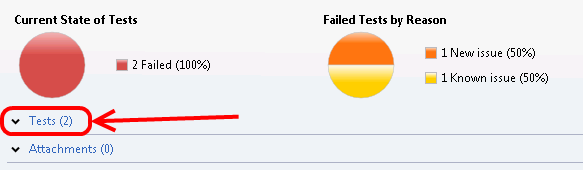 Current State of Tests
Failed Tests by Reason
2 Failed (100%)
1 New issue (50%)
1 Known issue (50%)
Tests (2)
Attachments (0)